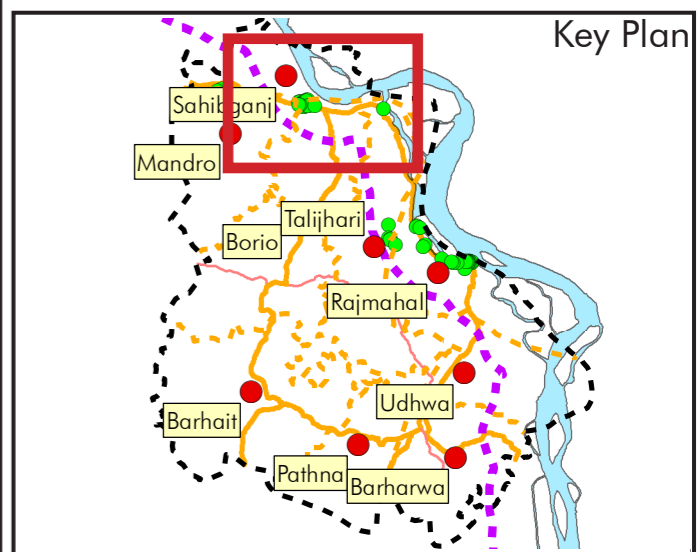 Key Plan
Sahibganj
Mandro
Talijhari
Borio
Rajmahal
Udhwa
Barhait
Pathna
Barharwa